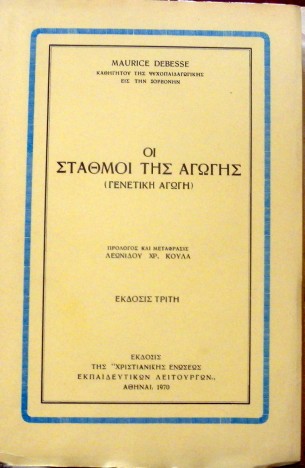 MAURICE DEBESSE
ΚΑΘΗΓΗΤΟΥ ΤΗΣ ΨΥΧΟΠΑΙΔΑΓΩΓΙΚΗΣ
ΕΙΣ ΤΗΝ ΣΟΡΒΟΝΝΗΝ
ΟΙ
ΣΤΑΘΜΟΙ ΤΗΣ ΑΓΩΓΗΣ
(ΓΕΝΕΤΙΚΗ ΑΓΩΓΗ)
ΠΡΟΛΟΓΟΣ ΚΑΙ ΜΕΤΑΦΡΑΣΙΣ
ΛΕΩΝΙΔΟΥ ΧΡ. ΚΟΥΛΑ
ΕΚΔΟΣΙΣ ΤΡΙΤΗ
ΕΚΔΟΣΙΣ
ΤΗΣ "ΧΡΙΣΤΙΑΝΙΚΗΣ ΕΝΩΣΕΩΣ
ΕΚΠΑΙΔΕΥΤΙΚΩΝ ΛΕΙΤΟΥΡΓΩΝ,,
ΑΘΗΝΑΙ, 1970